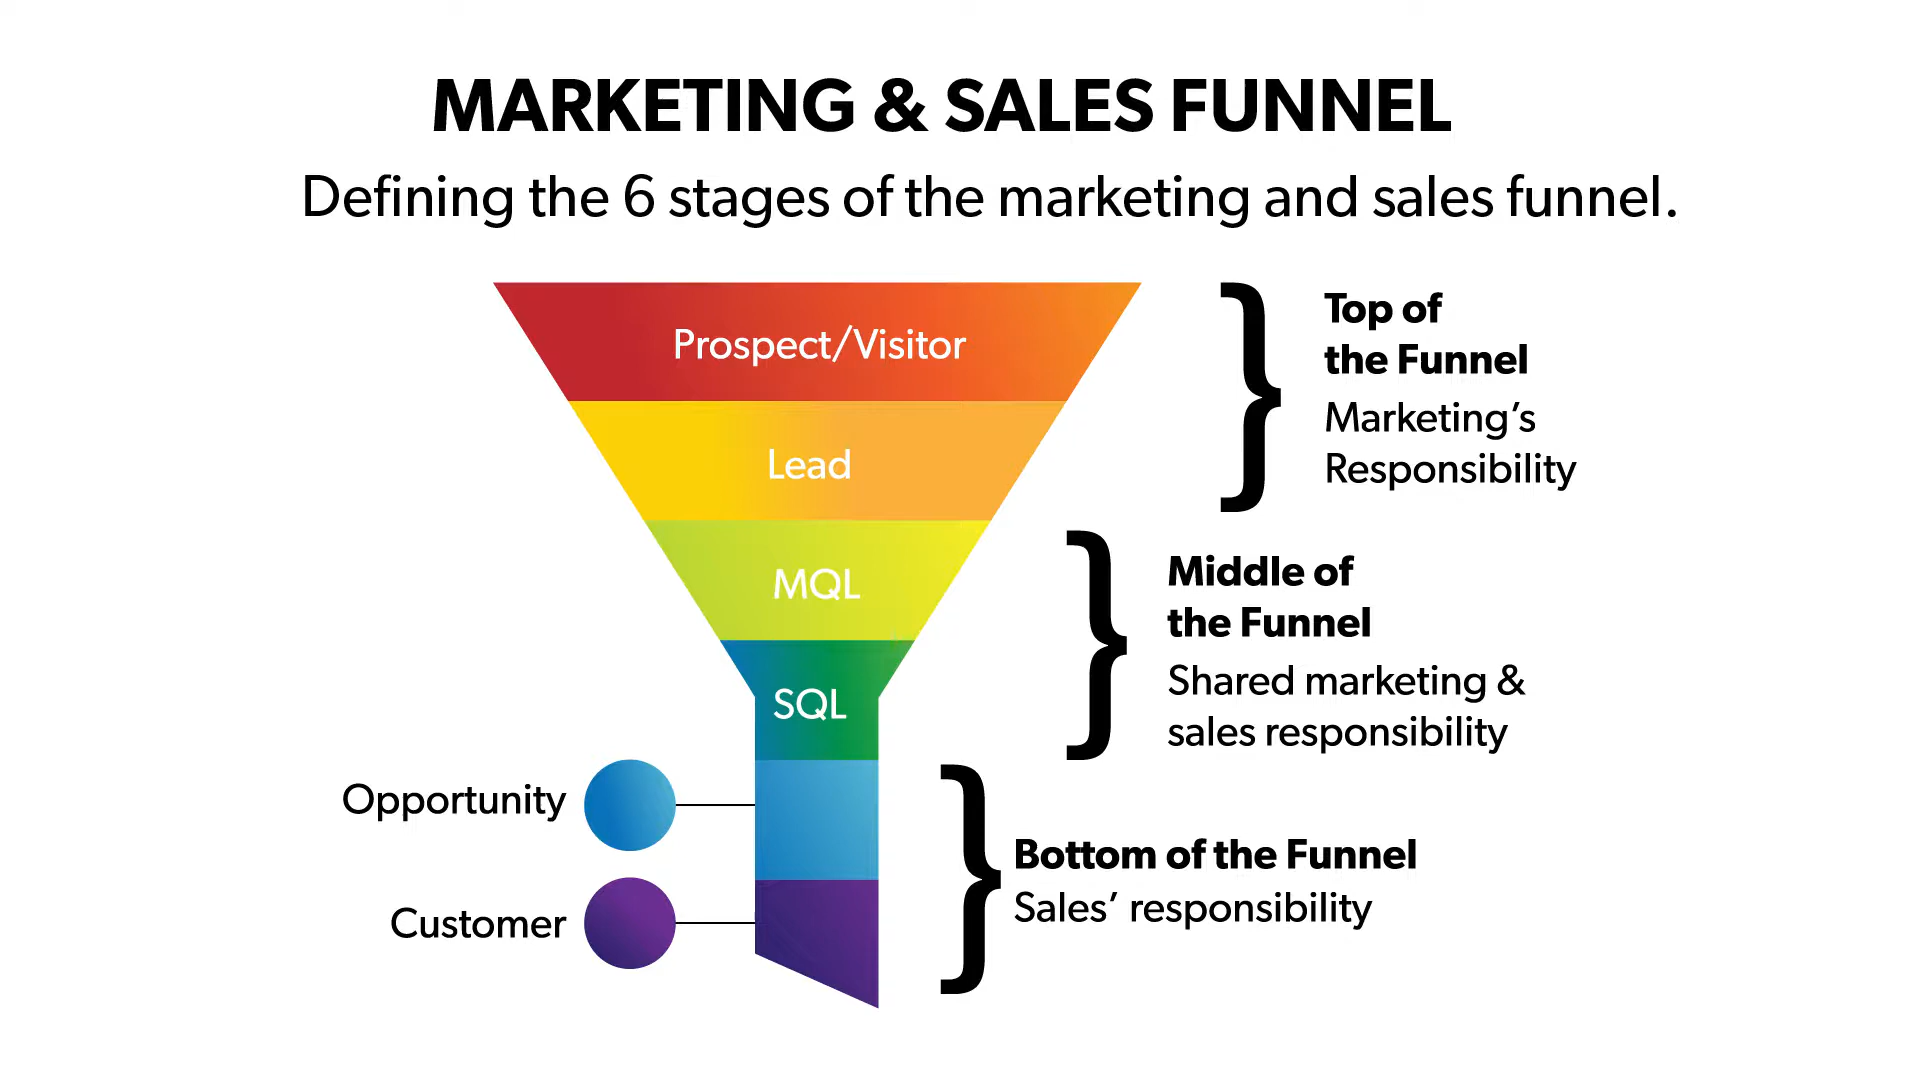 MARKETING & SALES FUNNEL
Defining the 6 stages of the marketing and sales funnel.
Prospect/Visitor
Lead
MQL
SQL
Opportunity
Customer
Top of
the Funnel
Marketing’s
Responsibility
Middle of
the Funnel
Shared marketing &
sales responsibility
Bottom of the Funnel
Sales’ responsibility